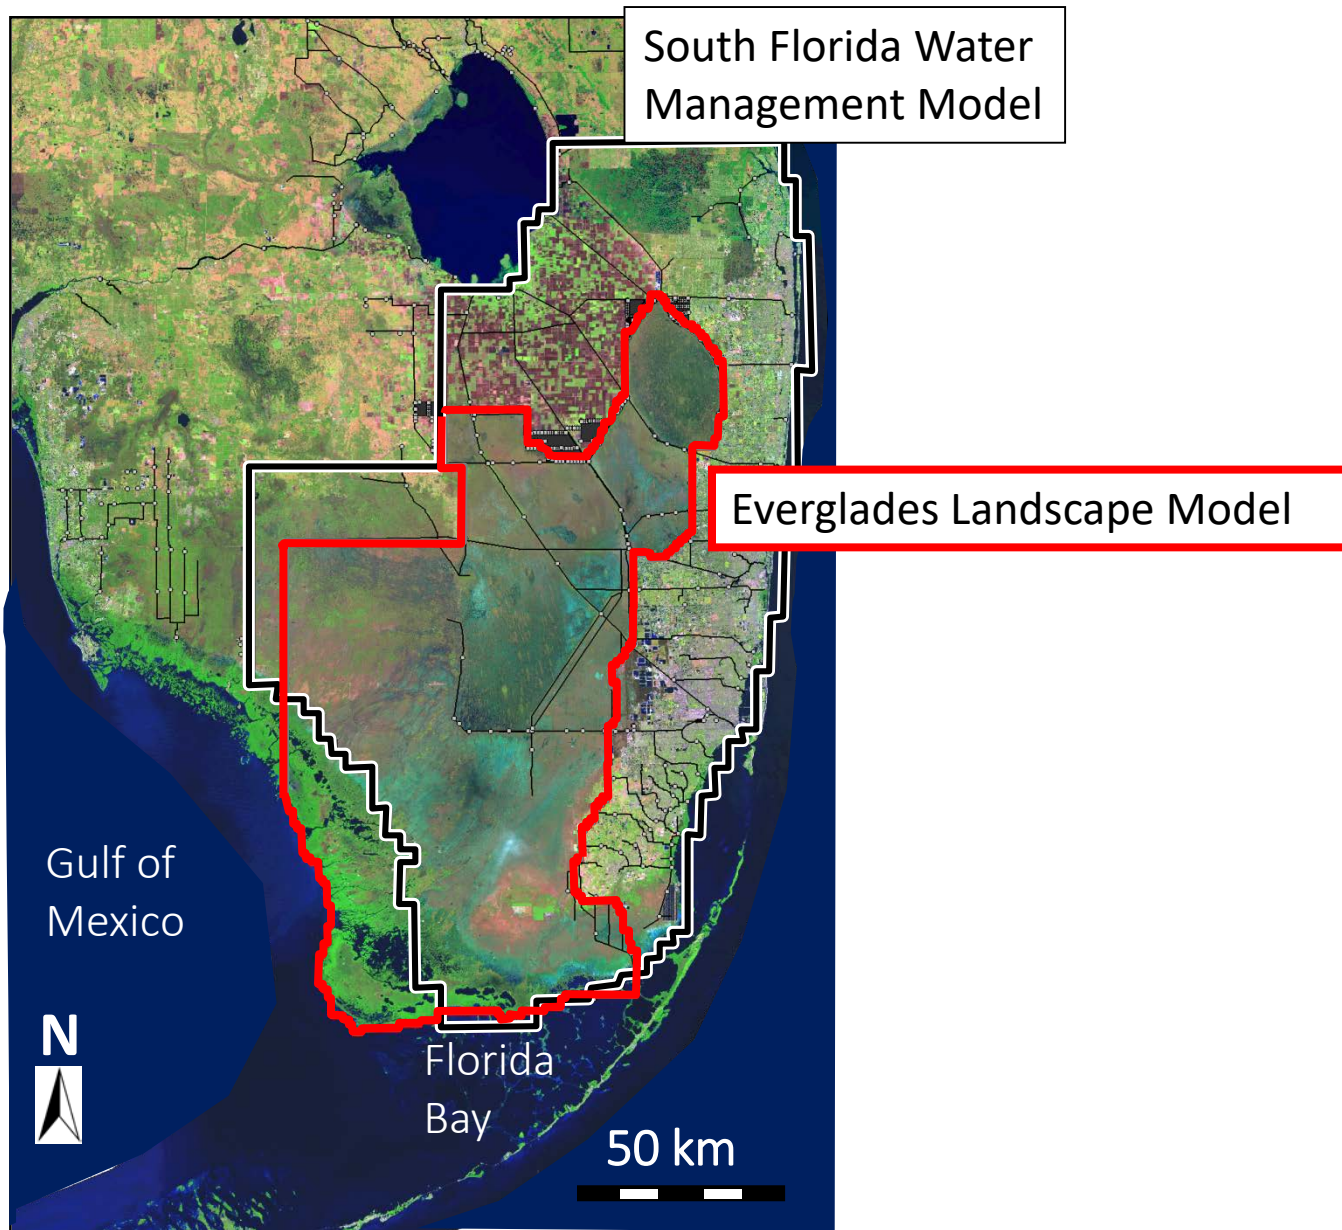 South Florida Water
Management Model
Everglades Landscape Model
Gulf of
Mexico
N
Florida
Bay
50 km